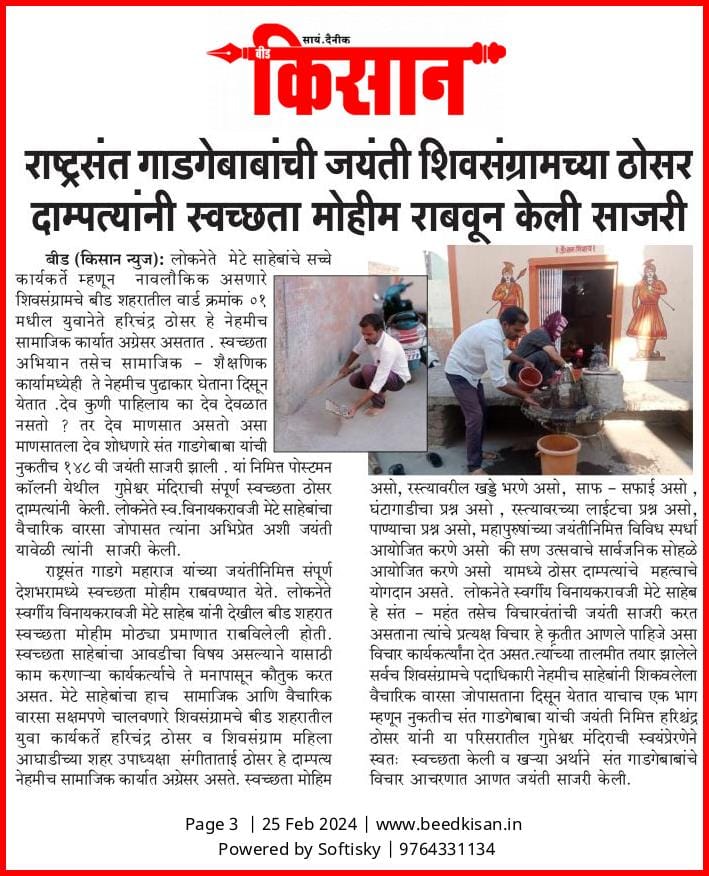 सायं.दैनीक
बीड
किसान
राष्ट्रसंत गाडगेबाबांची जयंती शिवसंग्रामच्या ठोसर
दाम्पत्यांनी स्वच्छता मोहीम राबवून केली साजरी
बीड (किसान न्युज): लोकनेते मेटे साहेबांचे सच्चे
कार्यकर्ते म्हणून नावलौकिक असणारे
शिवसंग्रामचे बीड शहरातील वार्ड क्रमांक ०१
मधील युवानेते हरिचंद्र ठोसर हे नेहमीच
सामाजिक कार्यात अग्रेसर असतात . स्वच्छता
अभियान तसेच सामाजिक – शैक्षणिक
कार्यामध्येही ते नेहमीच पुढाकार घेताना दिसून
येतात .देव कुणी पाहिलाय का देव देवळात
नसतो ? तर देव माणसात असतो असा
माणसातला देव शोधणारे संत गाडगेबाबा यांची
नुकतीच १४८ वी जयंती साजरी झाली . यां निमित्त पोस्टमन
कॉलनी येथील गुप्तेश्वर मंदिराची संपूर्ण स्वच्छता ठोसर
दाम्पत्यांनी केली. लोकनेते स्व.विनायकरावजी मेटे साहेबांचा
वैचारिक वारसा जोपासत त्यांना अभिप्रेत अशी जयंती
यावेळी त्यांनी साजरी केली.
राष्ट्रसंत गाडगे महाराज यांच्या जयंतीनिमित्त संपूर्ण
देशभरामध्ये स्वच्छता मोहीम राबवण्यात येते. लोकनेते
स्वर्गीय विनायकरावजी मेटे साहेब यांनी देखील बीड शहरात
स्वच्छता मोहीम मोठ्या प्रमाणात राबविलेली होती.
स्वच्छता साहेबांचा आवडीचा विषय असल्याने यासाठी
काम करणाऱ्या कार्यकर्त्याचे ते मनापासून कौतुक करत
असत. मेटे साहेबांचा हाच सामाजिक आणि वैचारिक
वारसा सक्षमपणे चालवणारे शिवसंग्रामचे बीड शहरातील
युवा कार्यकर्ते हरिचंद्र ठोसर व शिवसंग्राम महिला
आघाडीच्या शहर उपाध्यक्षा संगीताताई ठोसर हे दाम्पत्य
नेहमीच सामाजिक कार्यात अग्रेसर असते. स्वच्छता मोहिम
असो, रस्त्यावरील खड्डे भरणे असो, साफ – सफाई असो ,
घंटागाडीचा प्रश्न असो , रस्त्यावरच्या लाईटचा प्रश्न असो,
पाण्याचा प्रश्न असो, महापुरुषांच्या जयंतीनिमित्त विविध स्पर्धा
आयोजित करणे असो की सण उत्सवाचे सार्वजनिक सोहळे
आयोजित करणे असो यामध्ये ठोसर दाम्पत्यांचे महत्वाचे
योगदान असते. लोकनेते स्वर्गीय विनायकरावजी मेटे साहेब
हे संत – महंत तसेच विचारवंतांची जयंती साजरी करत
असताना त्यांचे प्रत्यक्ष विचार हे कृतीत आणले पाहिजे असा
विचार कार्यकर्त्यांना देत असत.त्यांच्या तालमीत तयार झालेले
सर्वच शिवसंग्रामचे पदाधिकारी नेहमीच साहेबांनी शिकवलेला
वैचारिक वारसा जोपासताना दिसून येतात याचाच एक भाग
म्हणून नुकतीच संत गाडगेबाबा यांची जयंती निमित्त हरिश्चंद्र
ठोसर यांनी या परिसरातील गुप्तेश्वर मंदिराची स्वयंप्रेरणेने
स्वतः स्वच्छता केली व खऱ्या अर्थाने संत गाडगेबाबांचे
विचार आचरणात आणत जयंती साजरी केली.
Page 3 | 25 Feb 2024 | www.beedkisan.in
Powered by Softisky | 9764331134